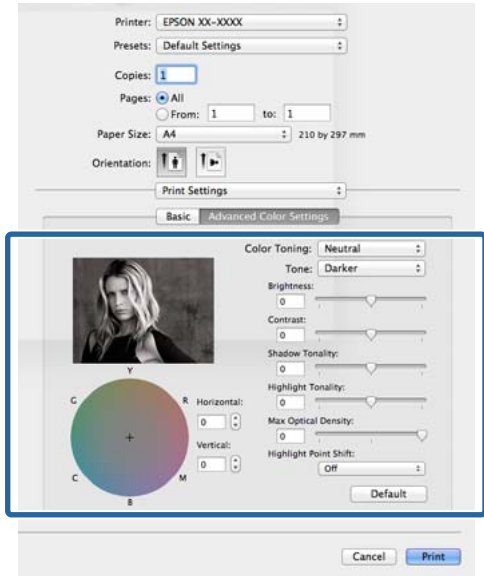 Printer: EPSON XX-XXXX
Presets: Default Settings
Copies: 1
Pages: All
From: 1 to: 1
Paper Size: A4 210 by 297 mm
Orientation:
Print Settings
Basic Advanced Color Settings
Color Toning: Neutral
Tone: Darker
Brightness:
0
Contrast:
0
Shadow Tonality:
0
Highlight Tonality:
0
Max Optical Density:
0
Highlight Point Shift:
Off
Default
Y
G R
C M
B
Horizontal:
0
Vertical:
0
Cancel Print